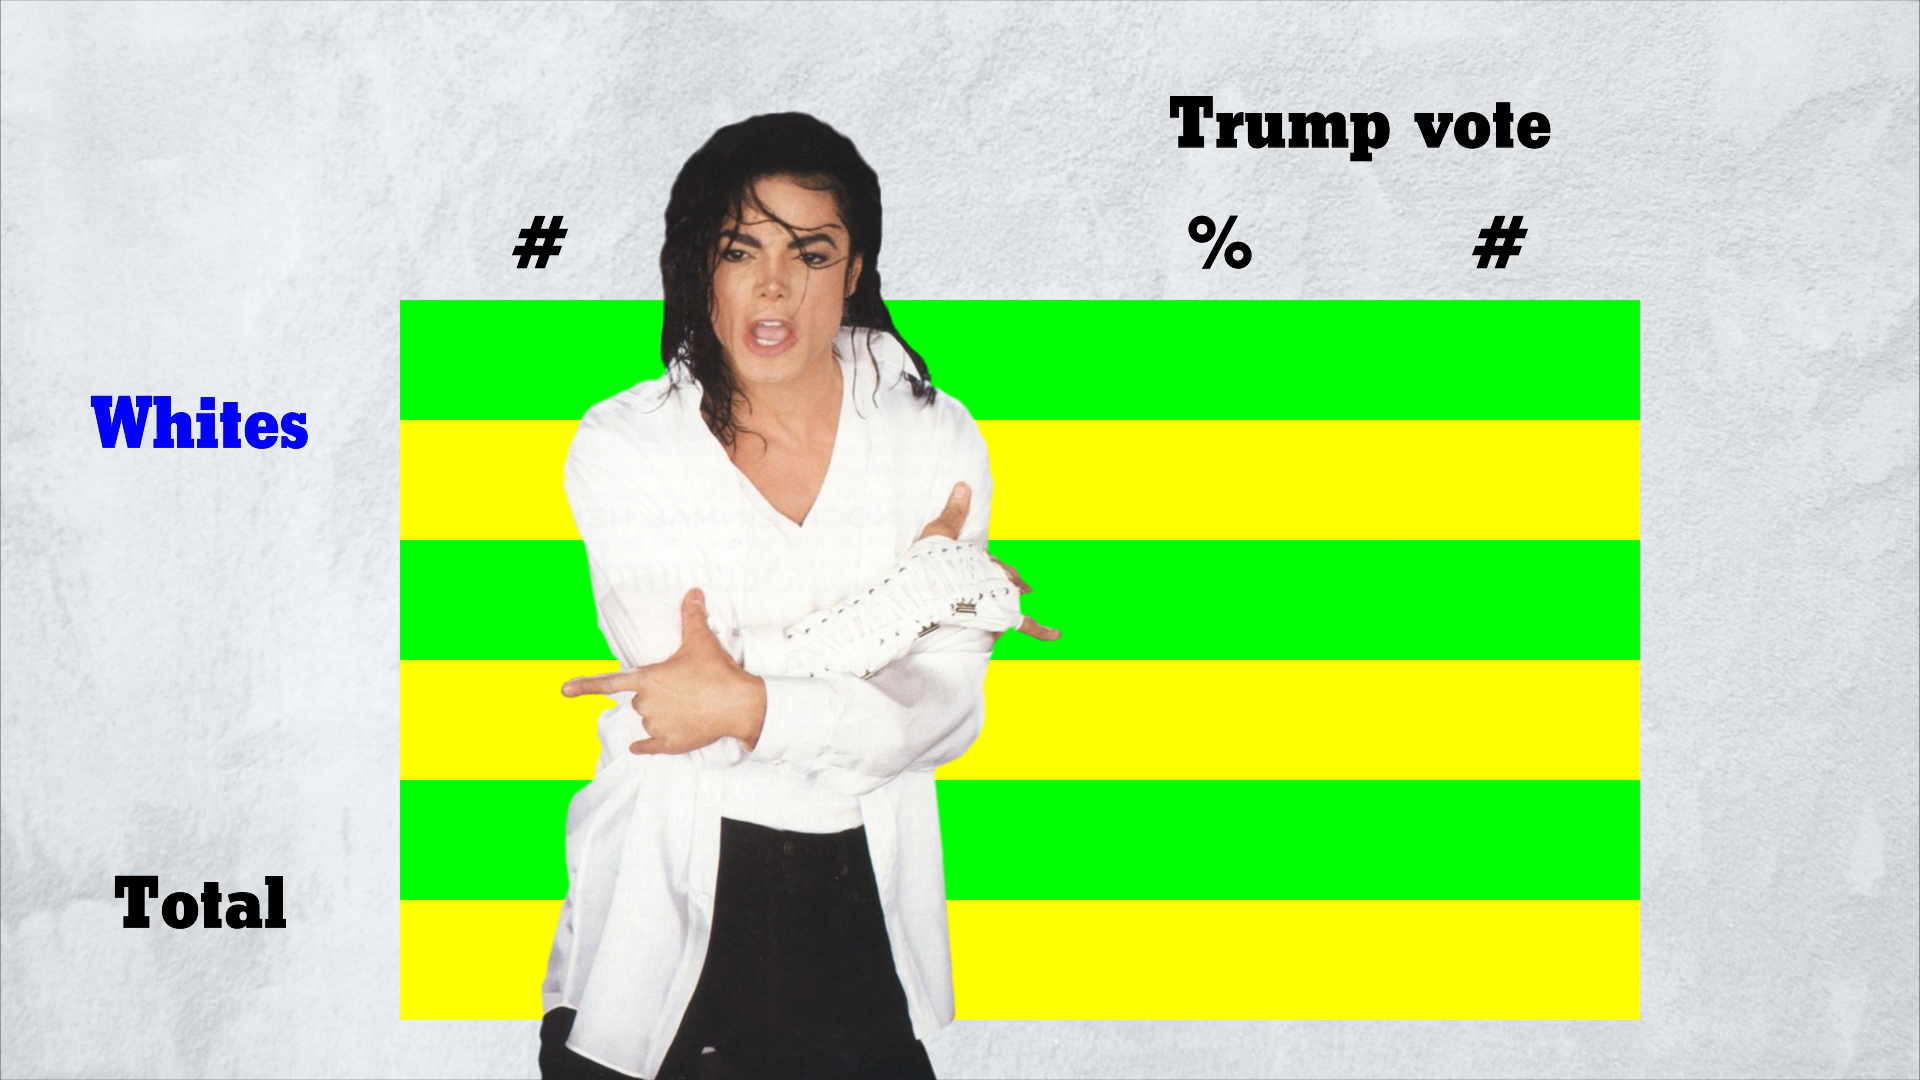 Trump vote
# % #
Whites
Total